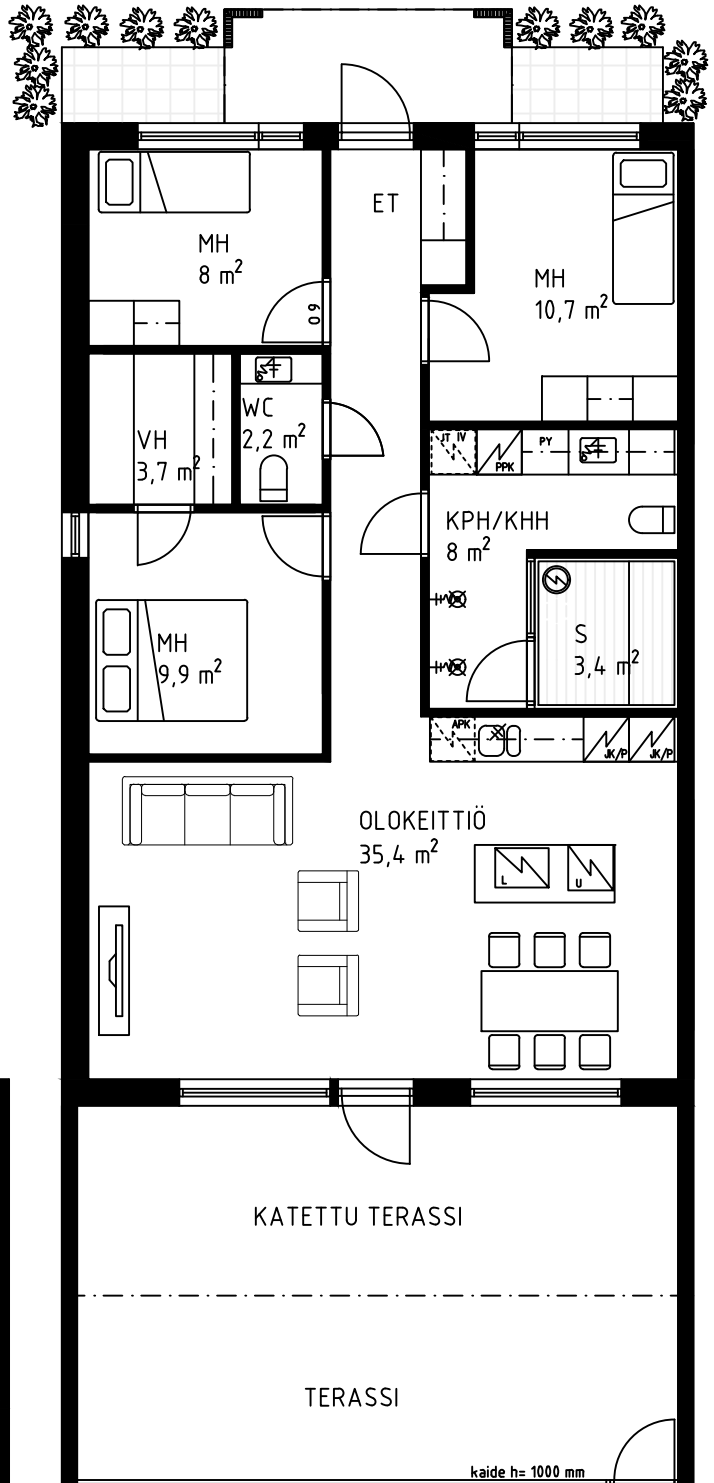 ET
MH
8 m²
09
MH
10,7 m²
WC
2,2 m²
VH
3,7 m²
JT IV
PPK
PY
KPH/KHH
8 m²
MH
9,9 m²
S
3,4 m²
APK
JK/P
JK/P
OLOKEITTIÖ
35,4 m²
L
U
KATETTU TERASSI
TERASSI
kaide h= 1000 mm